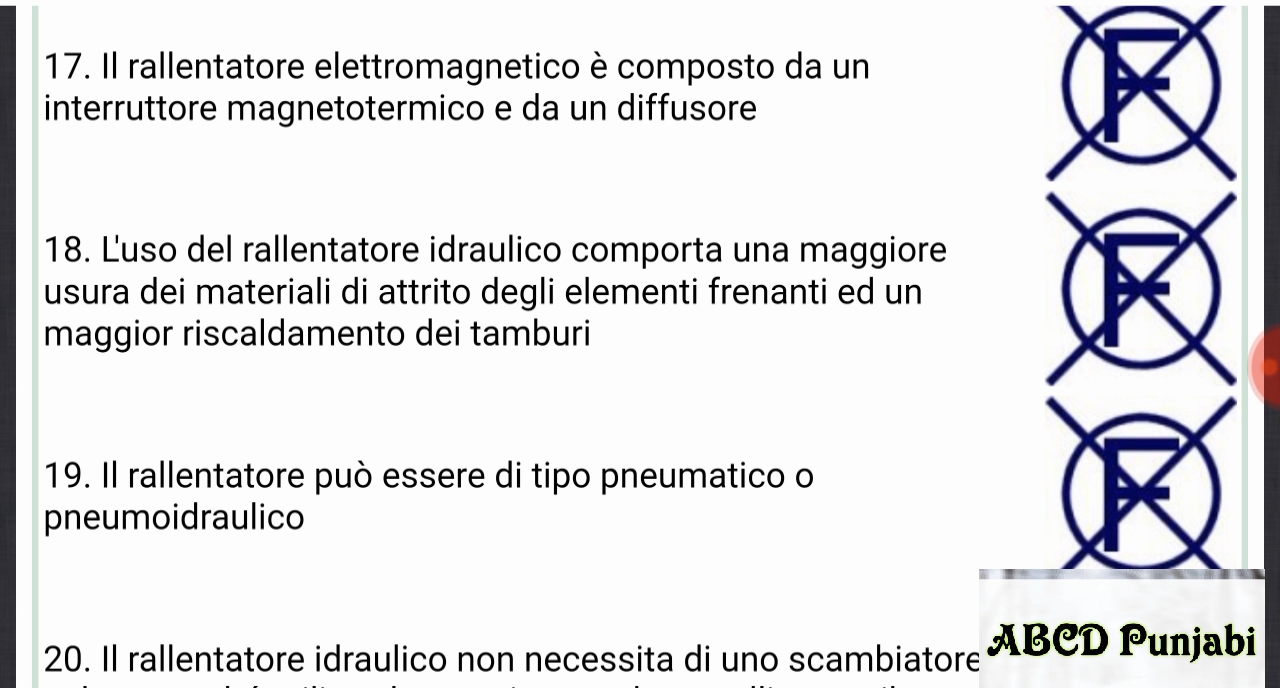 17. Il rallentatore elettromagnetico è composto da un
interruttore magnetotermico e da un diffusore
F
18. L'uso del rallentatore idraulico comporta una maggiore
usura dei materiali di attrito degli elementi frenanti ed un
maggior riscaldamento dei tamburi
F
19. Il rallentatore può essere di tipo pneumatico o
pneumoidraulico
F
20. Il rallentatore idraulico non necessita di uno scambiatore
ABCD Punjabi